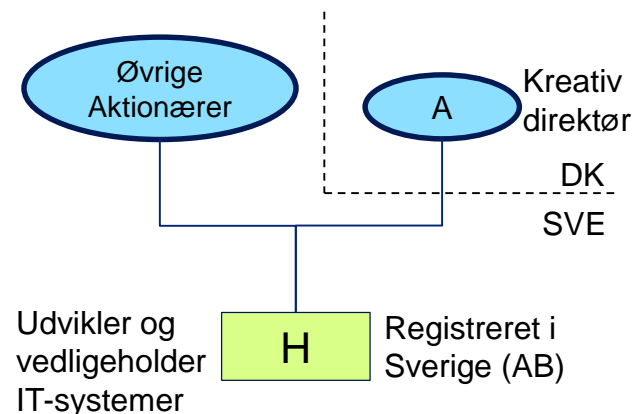 Øvrige
Aktionærer
A
Kreativ
direktør
DK
SVE
Udvikler og
vedligeholder
IT-systemer
H
Registreret i
Sverige (AB)